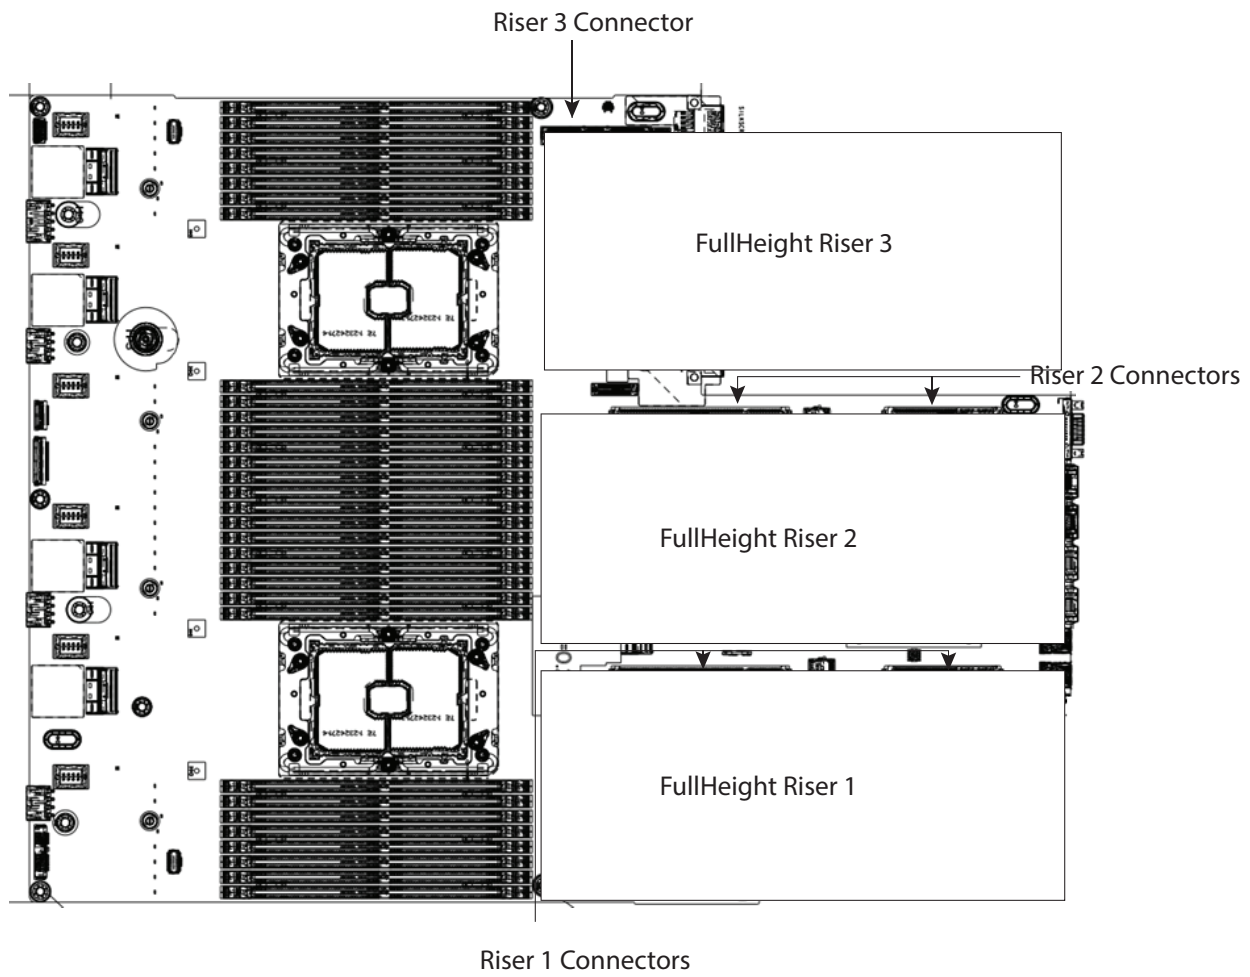 Riser 3 Connector
FullHeight Riser 3
Riser 2 Connectors
FullHeight Riser 2
FullHeight Riser 1
Riser 1 Connectors